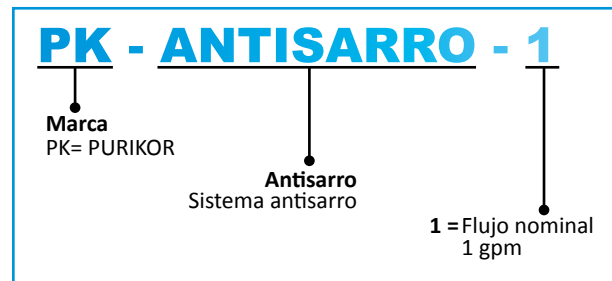 PK - ANTISARRO - 1
Marca
PK= PURIKOR
Antisarro
Sistema antisarro
1 = Flujo nominal
1 gpm